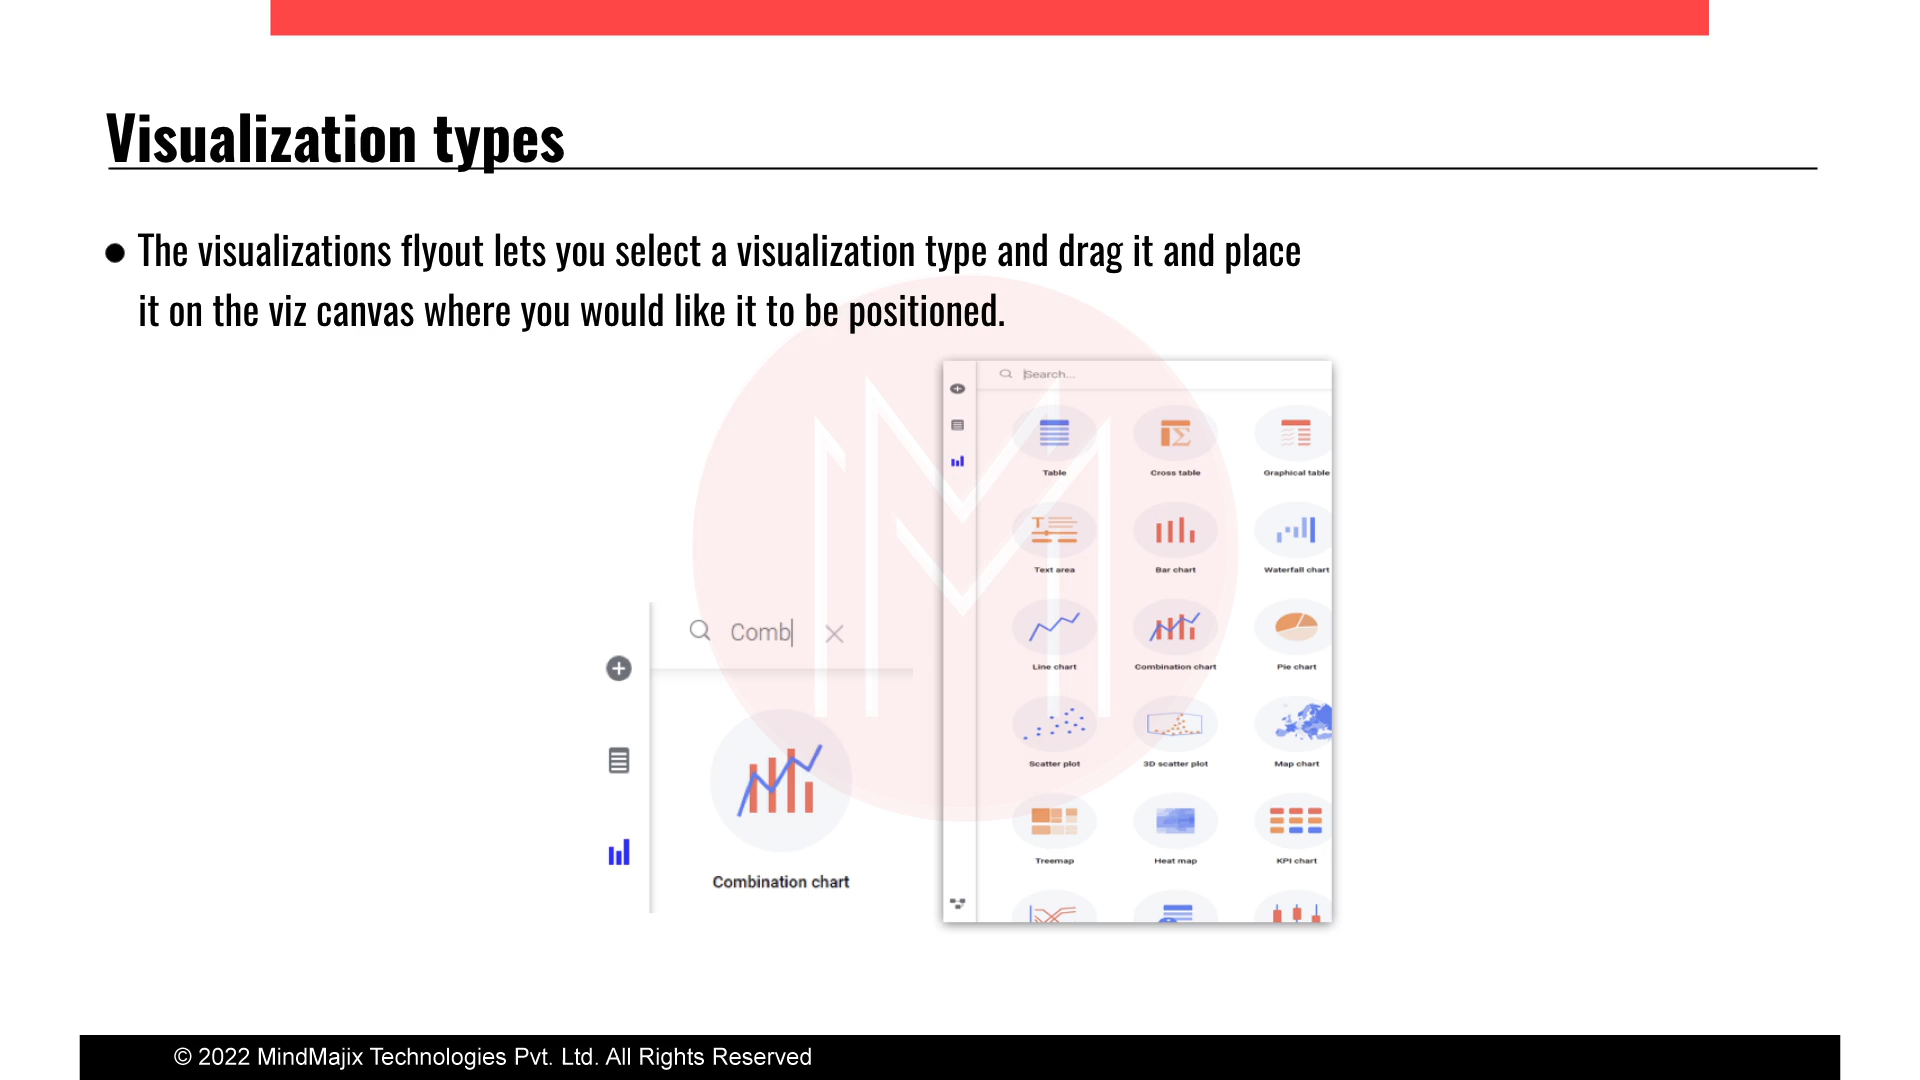 Visualization types
● The visualizations flyout lets you select a visualization type and drag it and place
it on the viz canvas where you would like it to be positioned.
Comb
Combination chart
Search...
Table Cross table Graphical table
Text area Bar chart Waterfall chart
Line chart Combination chart Pie chart
Scatter plot 3D scatter plot Map chart
Treemap Heat map KPI chart
© 2022 MindMajix Technologies Pvt. Ltd. All Rights Reserved